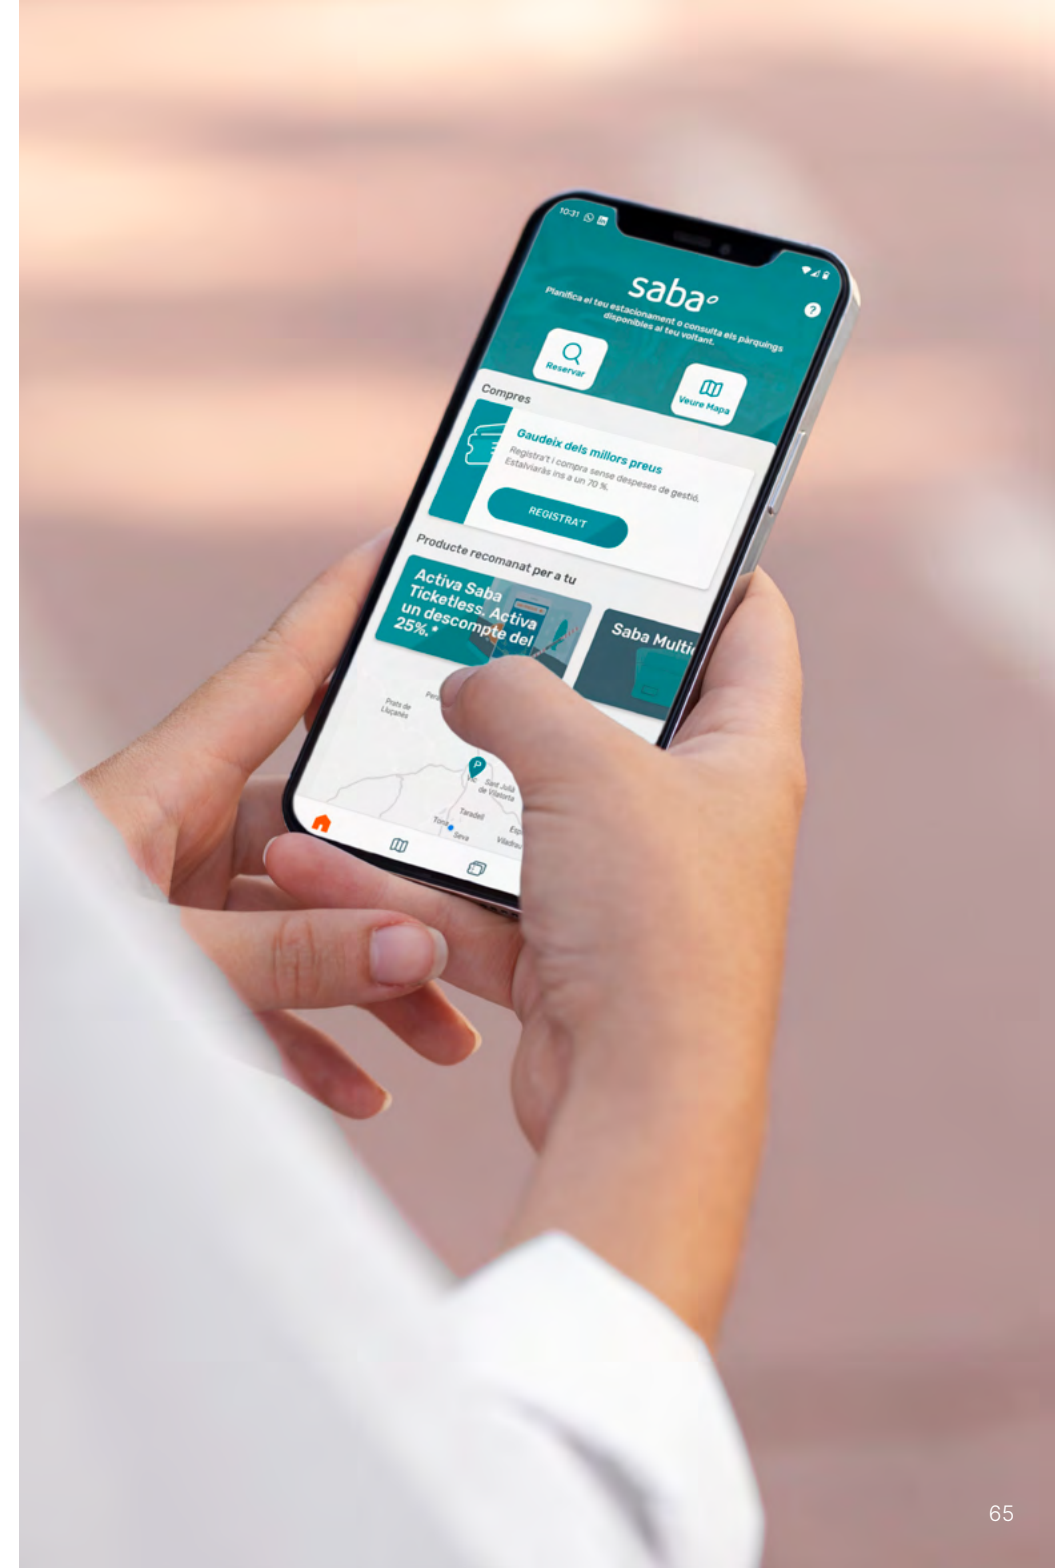 10:31
saba
?
Planifica el teu estacionament o consulta els pàrquings
disponibles al teu voltant.
Reservar
Veure Mapa
Compres
Gaudeix dels millors preus
Registra't i compra sense despeses de gestió.
Estalviaràs ins a un 70 %.
REGISTRA'T
Producte recomanat per a tu
Activa Saba
Ticketless. Activa
un descompte del
25%.*
Saba Multi
Prats de
Lluçanès
P
Sant Julià
de Vilatorta
Taradell
Tona
Seva
65